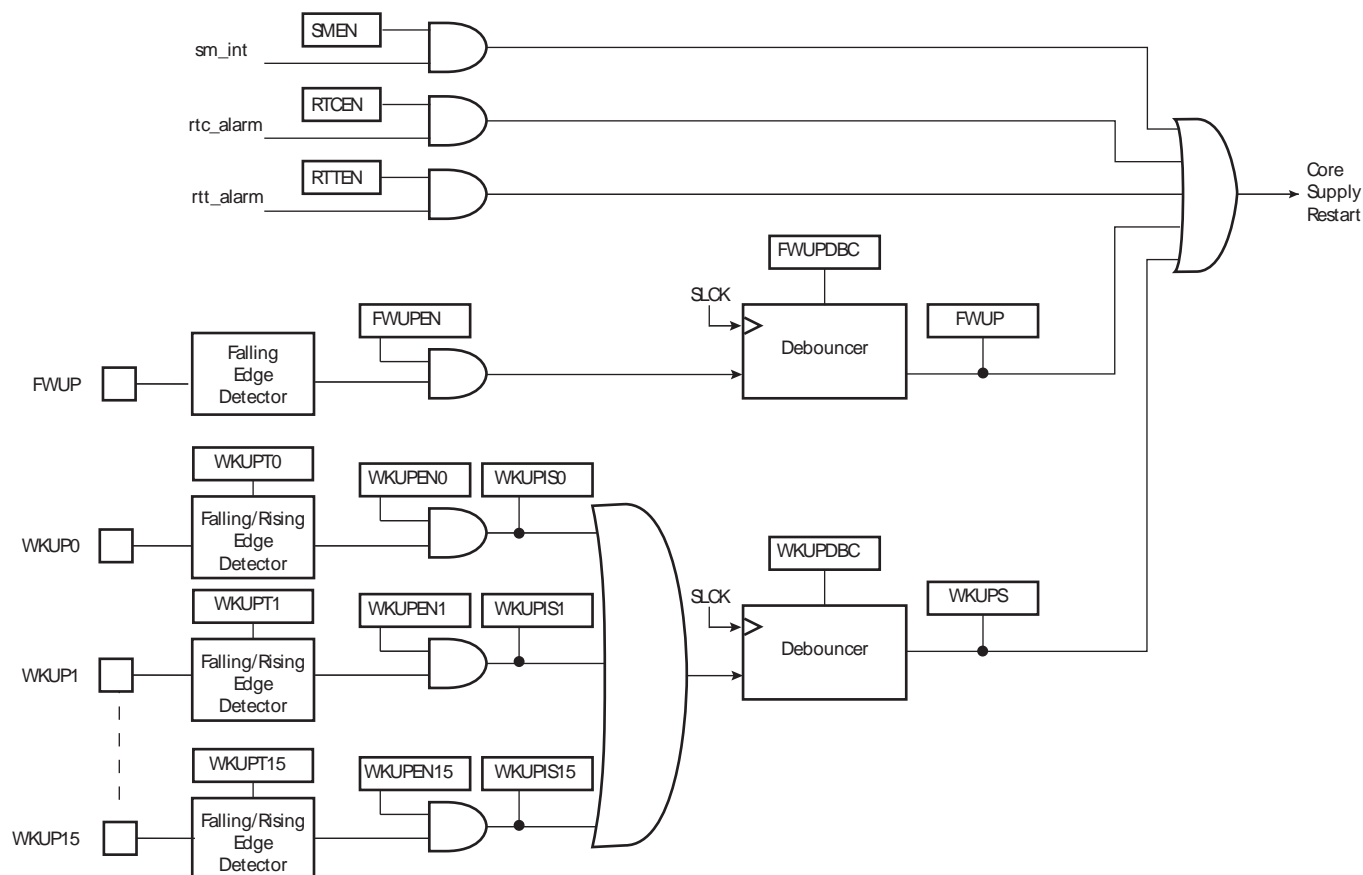 SMEN
sm_int
RTCEN
rtc_alarm
RTTEN
rtt_alarm
Core
Supply
Restart
FWUPDBC
SLCK
FWUPEN
FWUP
Falling
Edge
Detector
Debouncer
FWUP
WKUPT0
WKUPEN0
WKUPIS0
Falling/Rising
Edge
Detector
WKUP0
WKUPDBC
SLCK
WKUPT1
WKUPEN1
WKUPIS1
WKUPS
Debouncer
Falling/Rising
Edge
Detector
WKUP1
WKUPT15
WKUPEN15
WKUPIS15
Falling/Rising
Edge
Detector
WKUP15